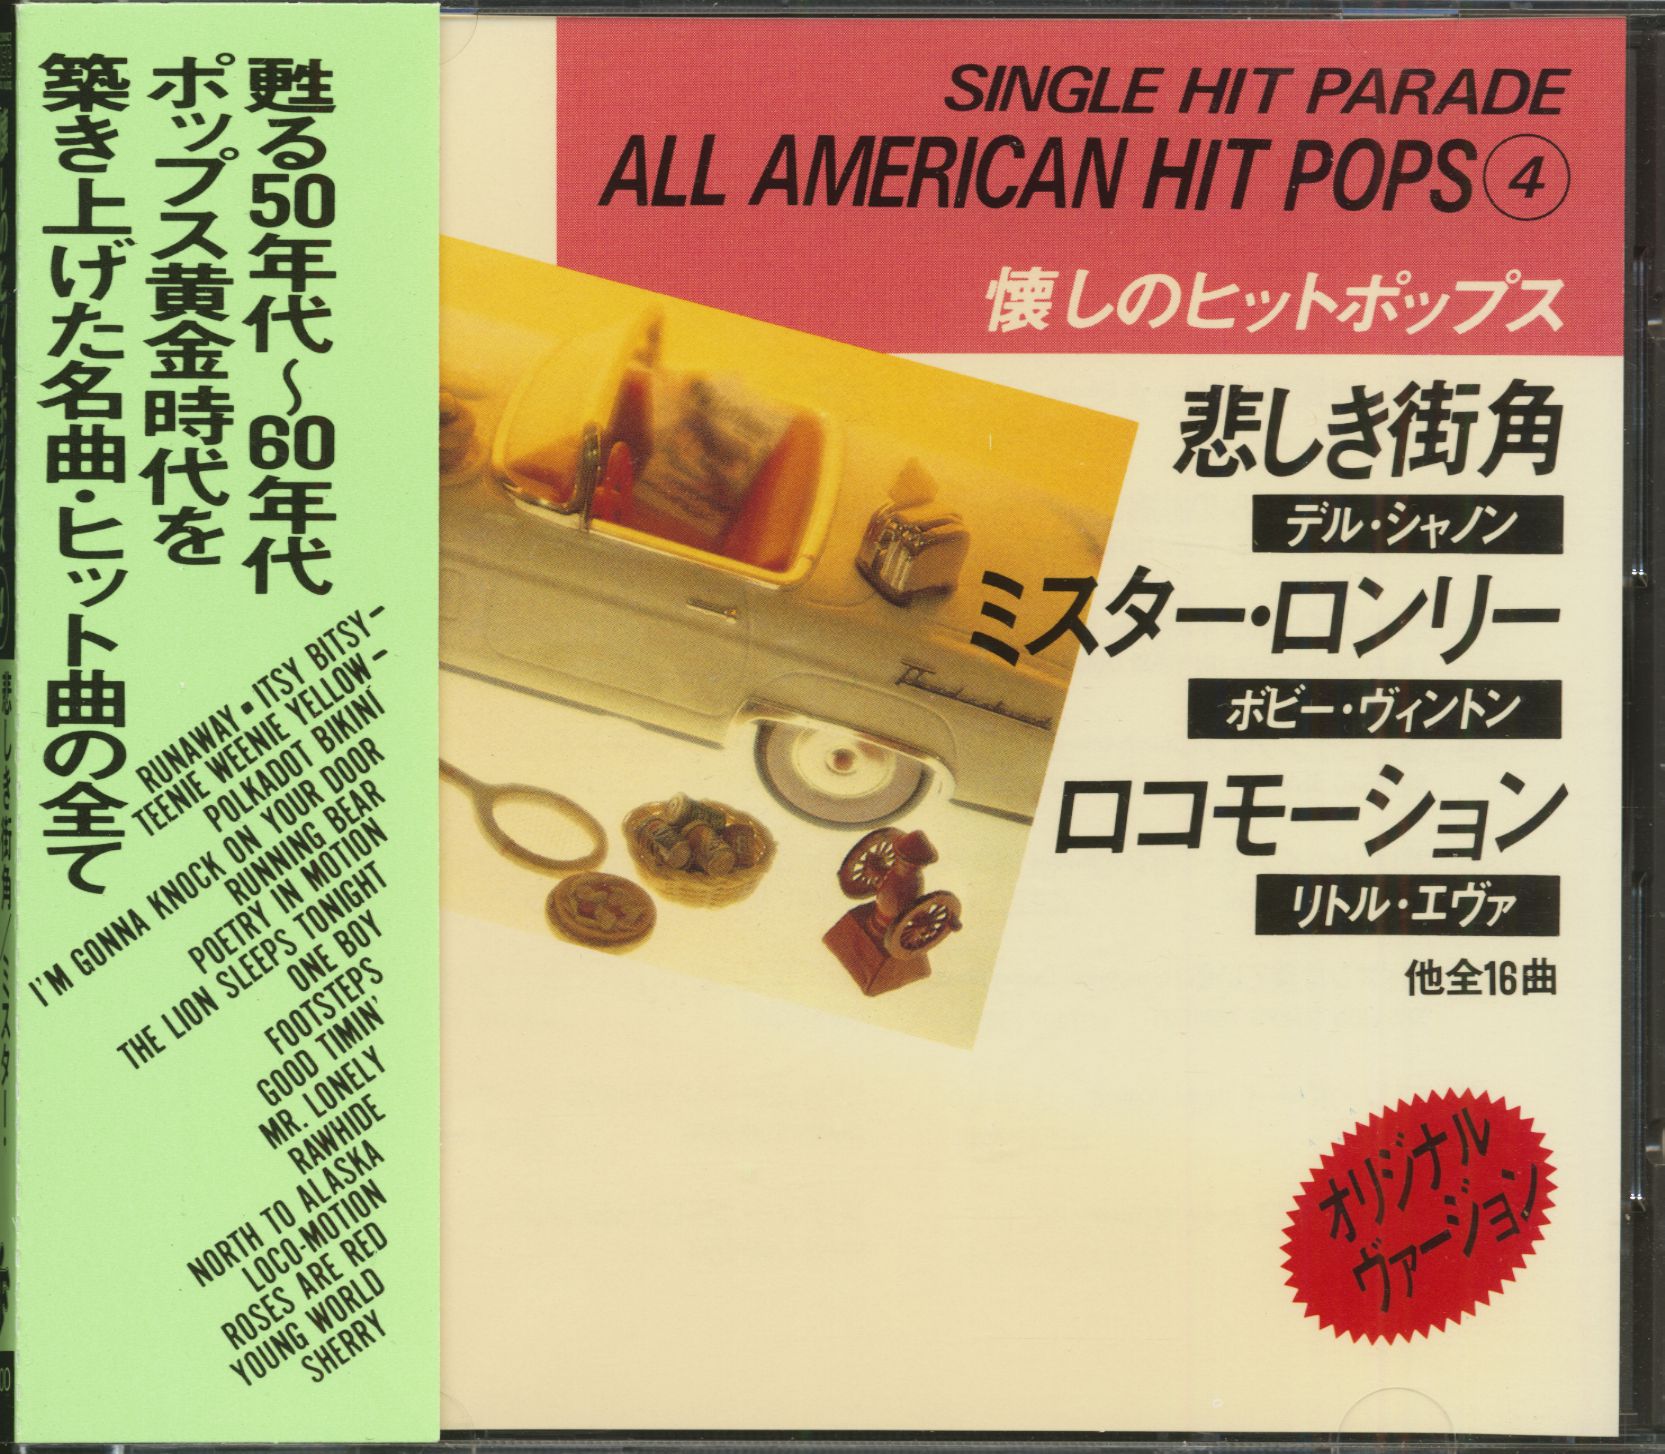 甦る50年代〜60年代
ポップス黄金時代を
築き上げた名曲・ヒット曲の全て
RUNAWAY▪ITSY BITSY-
TEENIE WEENIE YELLOW-
POLKADOT BIKINI
I'M GONNA KNOCK ON YOUR DOOR
RUNNING BEAR
POETRY IN MOTION
THE LION SLEEPS TONIGHT
ONE BOY
FOOTSTEPS
GOOD TIMIN'
MR. LONELY
RAWHIDE
NORTH TO ALASKA
LOCO-MOTION
ROSES ARE RED
YOUNG WORLD
SHERRY
SINGLE HIT PARADE
ALL AMERICAN HIT POPS④
懐しのヒットポップス
悲しき街角
デル・シャノン
ミスター・ロンリー
ボビー・ヴィントン
ロコモーション
リトル・エヴァ
他全16曲
Thunderbird
オリジナル
ヴァージョン